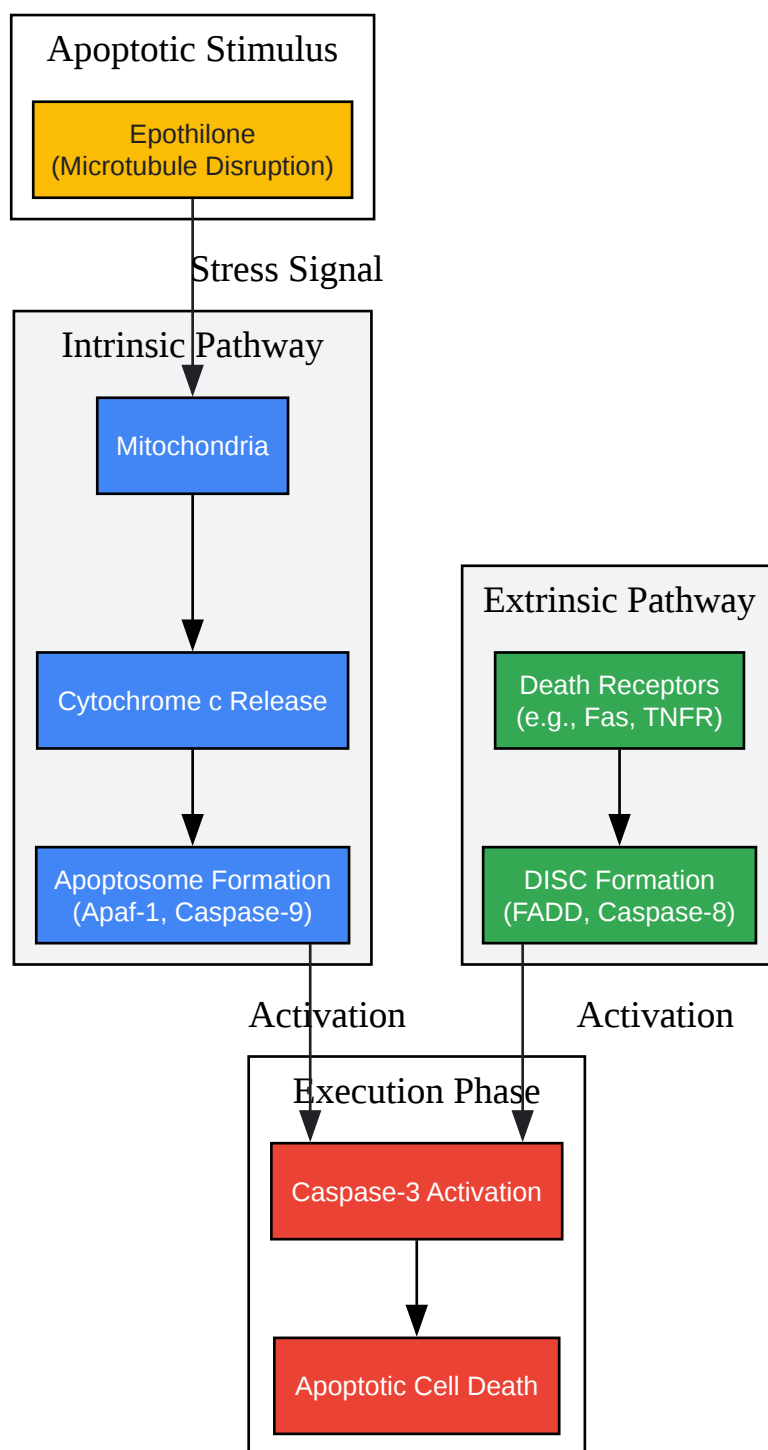 Apoptotic Stimulus
Epothilone
(Microtubule Disruption)
Stress Signal
Intrinsic Pathway
Mitochondria
Cytochrome c Release
Apoptosome Formation
(Apaf-1, Caspase-9)
Extrinsic Pathway
Death Receptors
(e.g., Fas, TNFR)
DISC Formation
(FADD, Caspase-8)
Activation
Activation
Execution Phase
Caspase-3 Activation
Apoptotic Cell Death